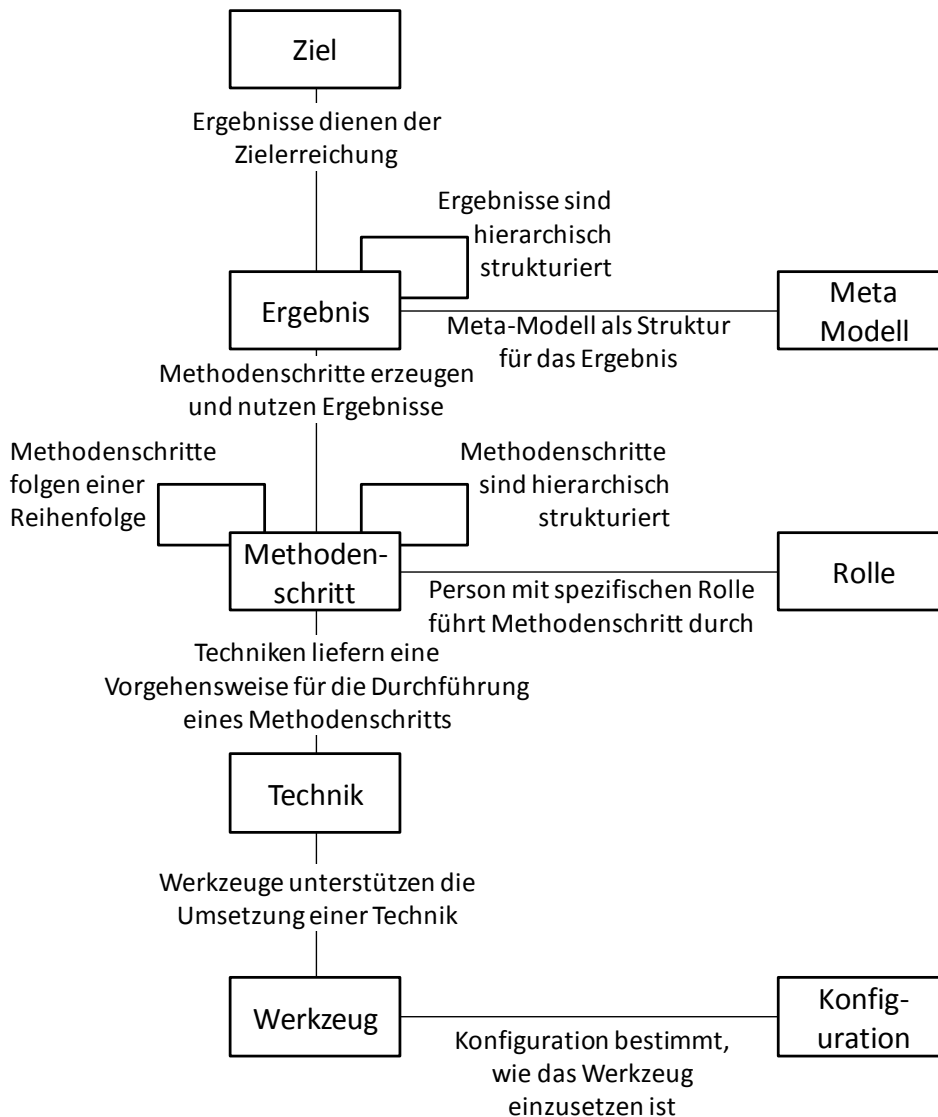 Ziel
Ergebnisse dienen der
Zielerreichung
Ergebnisse sind
hierarchisch
strukturiert
Ergebnis
Meta
Modell
Meta-Modell als Struktur
für das Ergebnis
Methodenschritte erzeugen
und nutzen Ergebnisse
Methodenschritte
folgen einer
Reihenfolge
Methodenschritte
sind hierarchisch
strukturiert
Methoden-
schritt
Rolle
Person mit spezifischen Rolle
führt Methodenschritt durch
Techniken liefern eine
Vorgehensweise für die Durchführung
eines Methodenschritts
Technik
Werkzeuge unterstützen die
Umsetzung einer Technik
Werkzeug
Konfig-
uration
Konfiguration bestimmt,
wie das Werkzeug
einzusetzen ist